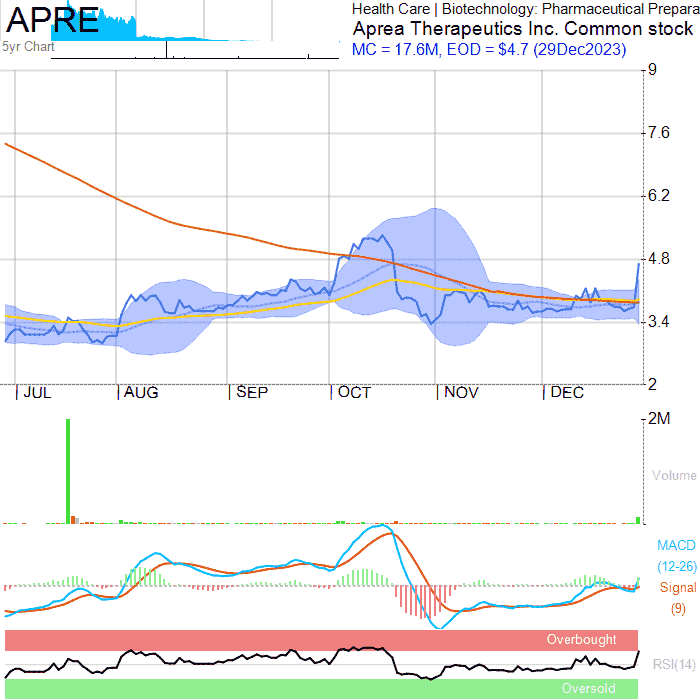 APRE
5yr Chart
Health Care | Biotechnology: Pharmaceutical Prepara
Aprea Therapeutics Inc. Common stock
MC = 17.6M, EOD = $4.7 (29Dec2023)
9
7.6
6.2
4.8
3.4
2
JUL AUG SEP OCT NOV DEC
2M
Volume
MACD
(12-26)
Signal
(9)
Overbought
RSI(14)
Oversold